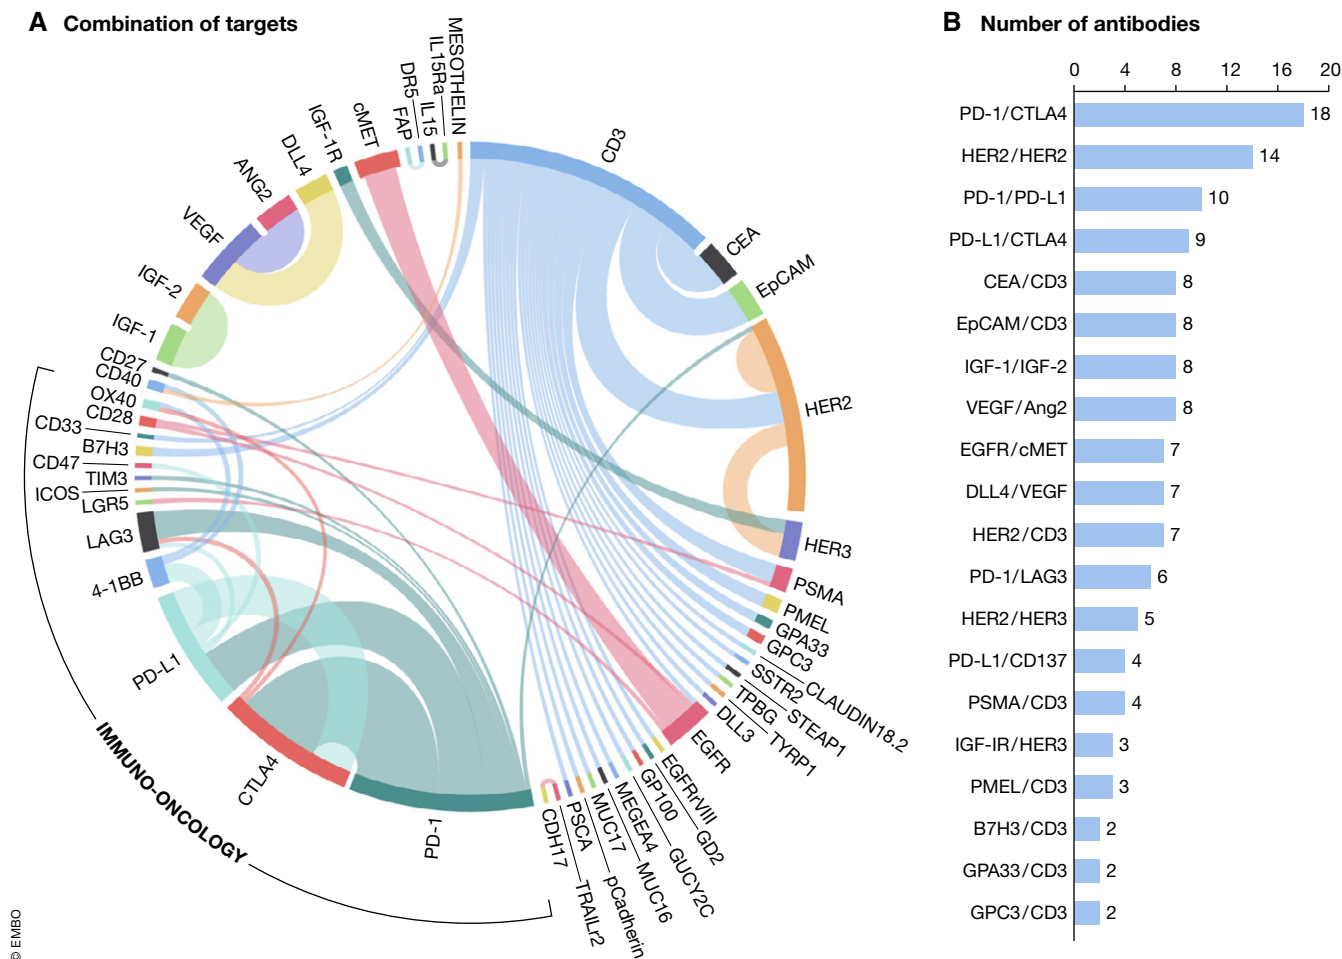 A Combination of targets
MESOTHELIN
IL15Ra
IL15
DR5
FAP
cMET
IGF-1R
DLL4
ANG2
VEGF
IGF-2
IGF-1
CD27
CD40
OX40
CD28
CD33
B7H3
CD47
TIM3
ICOS
LGR5
LAG3
4-1BB
PD-L1
CTLA4
PD-1
IMMUNO-ONCOLOGY
CD3
CEA
EpCAM
HER2
HER3
PSMA
PMEL
GPA33
GPC3
CLAUDIN18.2
SSTR2
STEAP1
TPBG
TYRP1
DLL3
EGFR
EGFRrVIII
GD2
GP100
GUCY2C
MEGEA4
MUC16
MUC17
pCadherin
PSCA
TRAILr2
CDH17
© EMBO
B Number of antibodies
0 4 8 12 16 20
PD-1/CTLA4 18
HER2/HER2 14
PD-1/PD-L1 10
PD-L1/CTLA4 9
CEA/CD3 8
EpCAM/CD3 8
IGF-1/IGF-2 8
VEGF/Ang2 8
EGFR/cMET 7
DLL4/VEGF 7
HER2/CD3 7
PD-1/LAG3 6
HER2/HER3 5
PD-L1/CD137 4
PSMA/CD3 4
IGF-IR/HER3 3
PMEL/CD3 3
B7H3/CD3 2
GPA33/CD3 2
GPC3/CD3 2